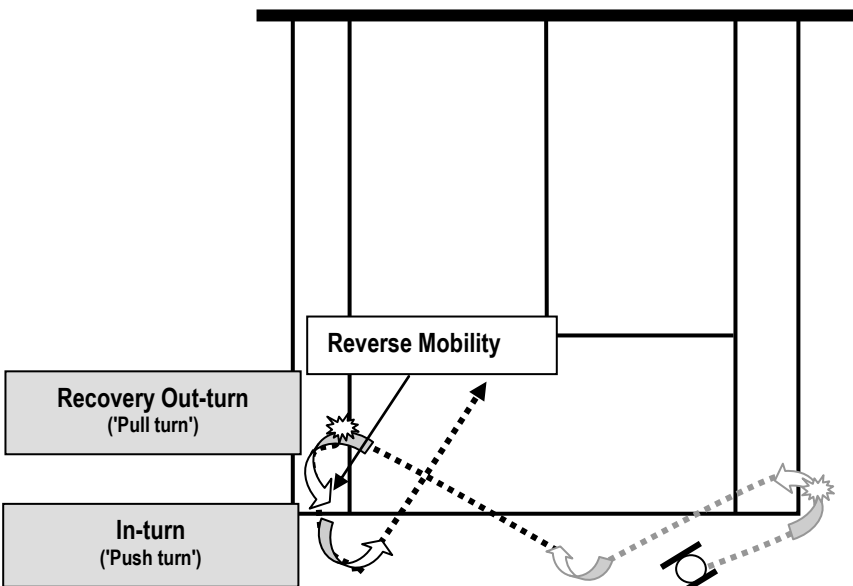 Reverse Mobility
Recovery Out-turn
('Pull turn')
In-turn
('Push turn')